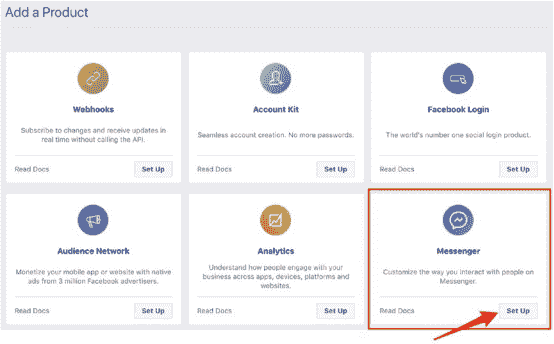 Add a Product
Webhooks
Subscribe to changes and receive updates in
real time without calling the API.
Read Docs
Set Up
Account Kit
Seamless account creation. No more passwords.
Read Docs
Set Up
Facebook Login
The world's number one social login product.
Read Docs
Set Up
Audience Network
Monetize your mobile app or website with native
ads from 3 million Facebook advertisers.
Read Docs
Set Up
Analytics
Understand how people engage with your
business across apps, devices, platforms and
websites.
Read Docs
Set Up
Messenger
Customize the way you interact with people on
Messenger.
Read Docs
Set Up